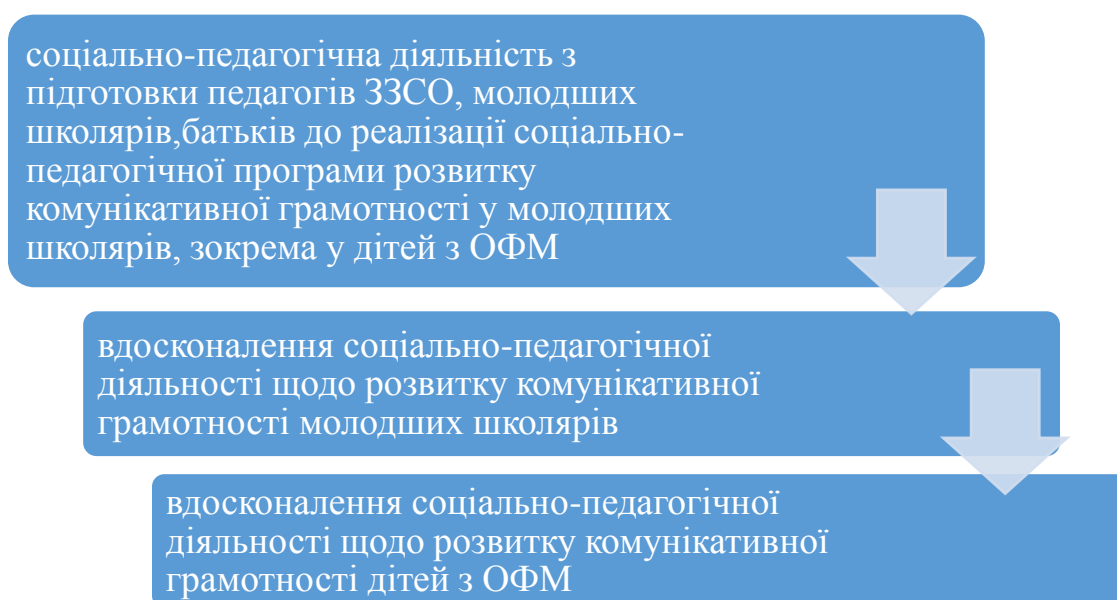 соціально-педагогічна діяльність з
підготовки педагогів ЗЗСО, молодших
школярів,батьків до реалізації соціально-
педагогічної програми розвитку
комунікативної грамотності у молодших
школярів, зокрема у дітей з ОФМ
вдосконалення соціально-педагогічної
діяльності щодо розвитку комунікативної
грамотності молодших школярів
вдосконалення соціально-педагогічної
діяльності щодо розвитку комунікативної
грамотності дітей з ОФМ